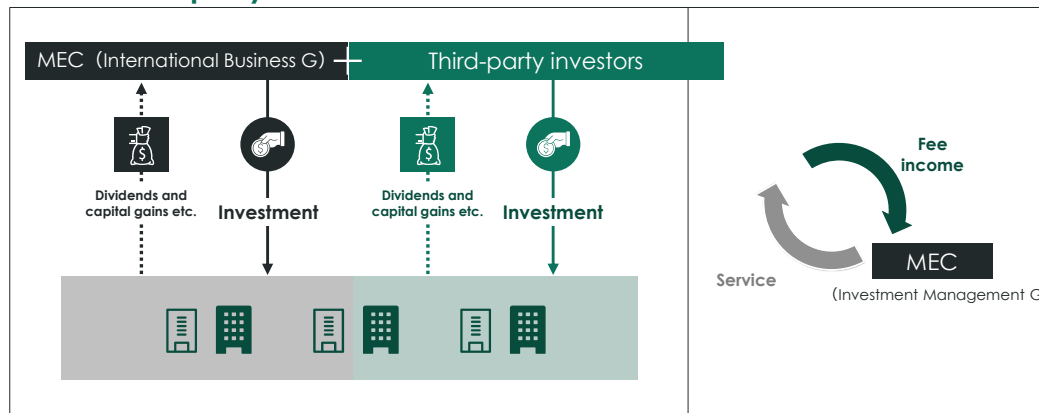 MEC (International Business G)
Third-party investors
Dividends and
capital gains etc.
Investment
Dividends and
capital gains etc.
Investment
Fee
income
Service
MEC
(Investment Management G